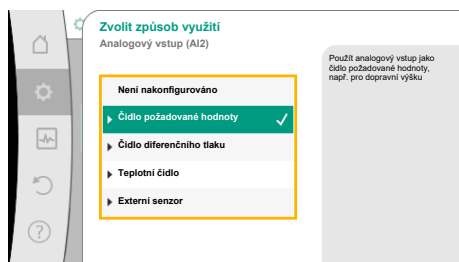 Zvolit způsob využití
Analogový vstup (AI2)
Není nakonfigurováno
Čidlo požadované hodnoty
Čidlo diferenčního tlaku
Teplotní čidlo
Externí senzor
Použít analogový vstup jako
čidlo požadované hodnoty,
např. pro dopravní výšku